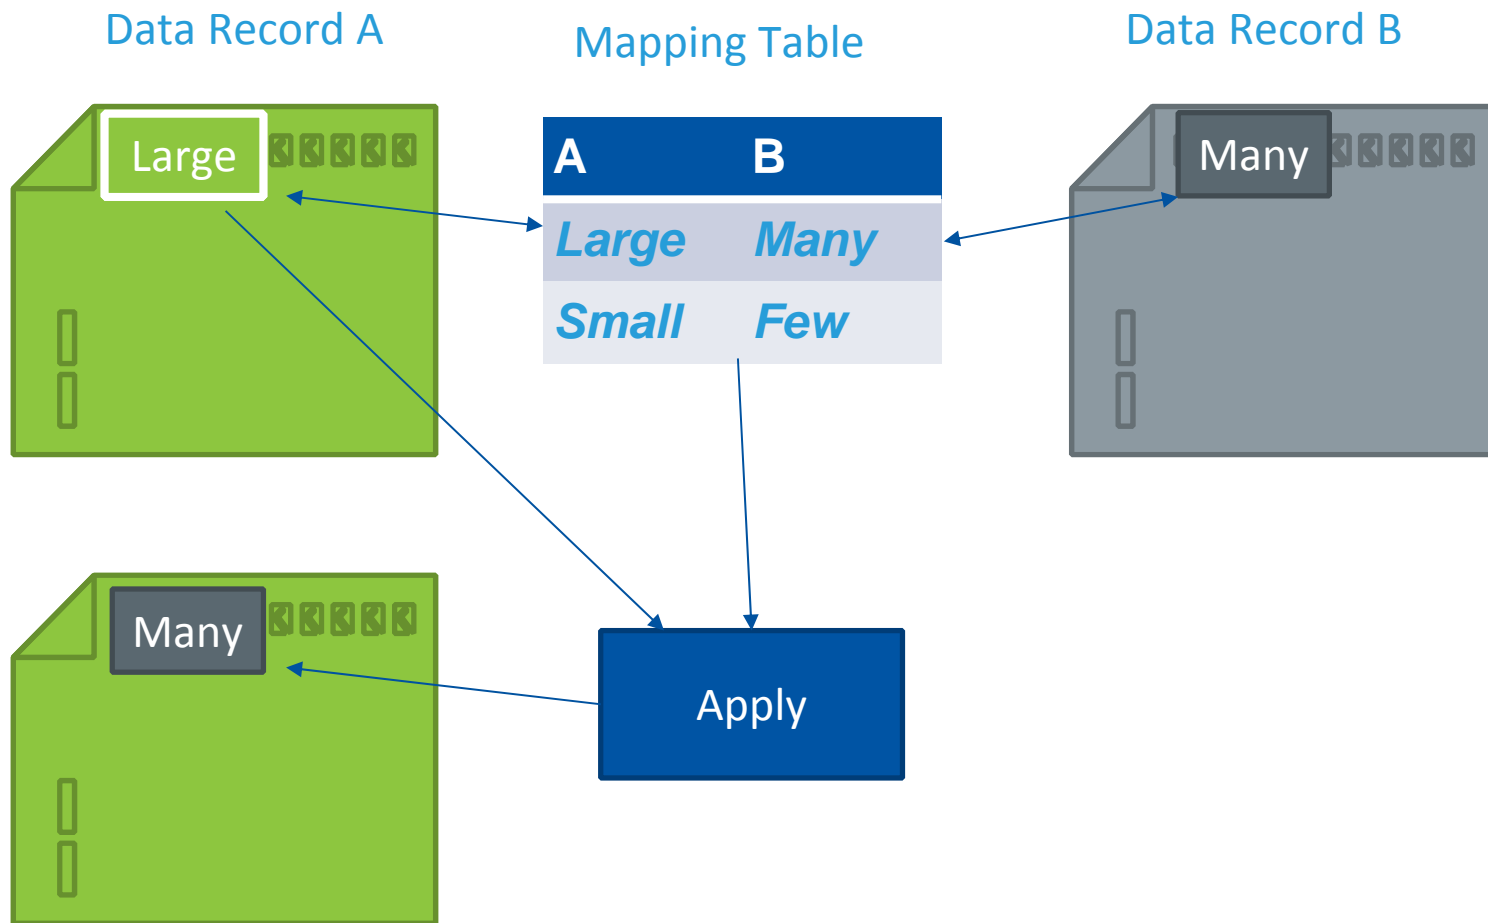 Data Record A
Mapping Table
Data Record B
Large
A B
Many
Large Many
Small Few
Many
Apply